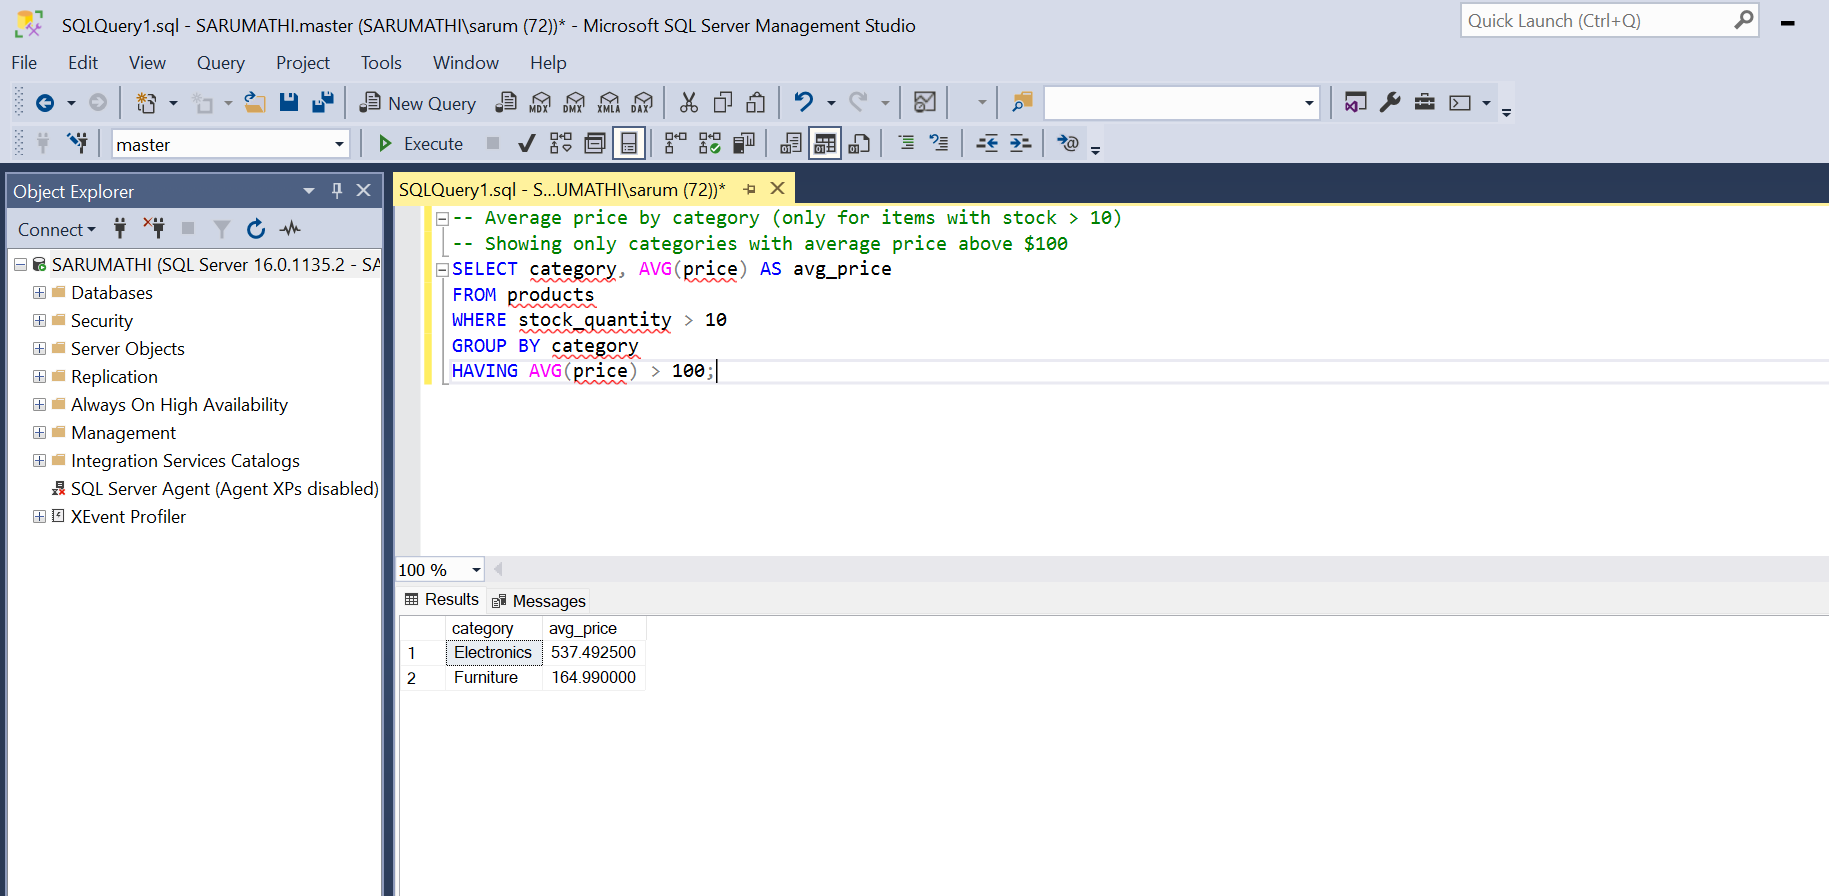 SQLQuery1.sql - SARUMATHI.master (SARUMATHI\sarum (72))* - Microsoft SQL Server Management Studio
Quick Launch (Ctrl+Q)
File Edit View Query Project Tools Window Help
New Query MDX DMX XMLA DAX
master Execute
Object Explorer
Connect
SARUMATHI (SQL Server 16.0.1135.2 - SA
Databases
Security
Server Objects
Replication
Always On High Availability
Management
Integration Services Catalogs
SQL Server Agent (Agent XPs disabled)
XEvent Profiler
SQLQuery1.sql - S...UMATHI\sarum (72))*
-- Average price by category (only for items with stock > 10)
-- Showing only categories with average price above $100
SELECT category, AVG(price) AS avg_price
FROM products
WHERE stock_quantity > 10
GROUP BY category
HAVING AVG(price) > 100;
100 %
Results Messages
category avg_price
1 Electronics 537.492500
2 Furniture 164.990000